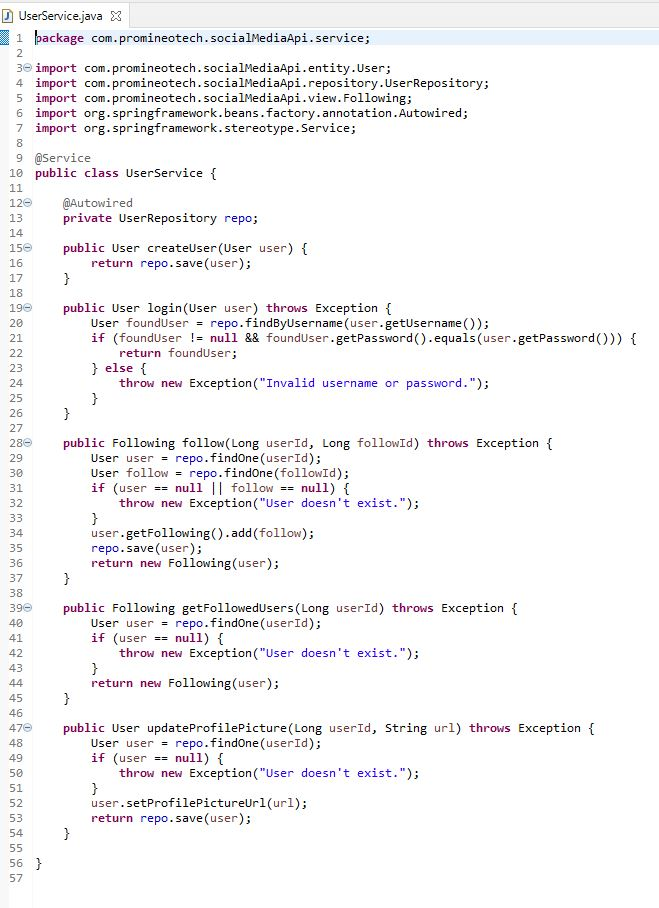 UserService.java
1 package com.promineotech.socialMediaApi.service;
2
3 import com.promineotech.socialMediaApi.entity.User;
4 import com.promineotech.socialMediaApi.repository.UserRepository;
5 import com.promineotech.socialMediaApi.view.Following;
6 import org.springframework.beans.factory.annotation.Autowired;
7 import org.springframework.stereotype.Service;
8
9 @Service
10 public class UserService {
11
12     @Autowired
13     private UserRepository repo;
14
15     public User createUser(User user) {
16         return repo.save(user);
17     }
18
19     public User login(User user) throws Exception {
20         User foundUser = repo.findByUsername(user.getUsername());
21         if (foundUser != null && foundUser.getPassword().equals(user.getPassword())) {
22             return foundUser;
23         } else {
24             throw new Exception("Invalid username or password.");
25         }
26     }
27
28     public Following follow(Long userId, Long followId) throws Exception {
29         User user = repo.findOne(userId);
30         User follow = repo.findOne(followId);
31         if (user == null || follow == null) {
32             throw new Exception("User doesn't exist.");
33         }
34         user.getFollowing().add(follow);
35         repo.save(user);
36         return new Following(user);
37     }
38
39     public Following getFollowedUsers(Long userId) throws Exception {
40         User user = repo.findOne(userId);
41         if (user == null) {
42             throw new Exception("User doesn't exist.");
43         }
44         return new Following(user);
45     }
46
47     public User updateProfilePicture(Long userId, String url) throws Exception {
48         User user = repo.findOne(userId);
49         if (user == null) {
50             throw new Exception("User doesn't exist.");
51         }
52         user.setProfilePictureUrl(url);
53         return repo.save(user);
54     }
55
56 }
57